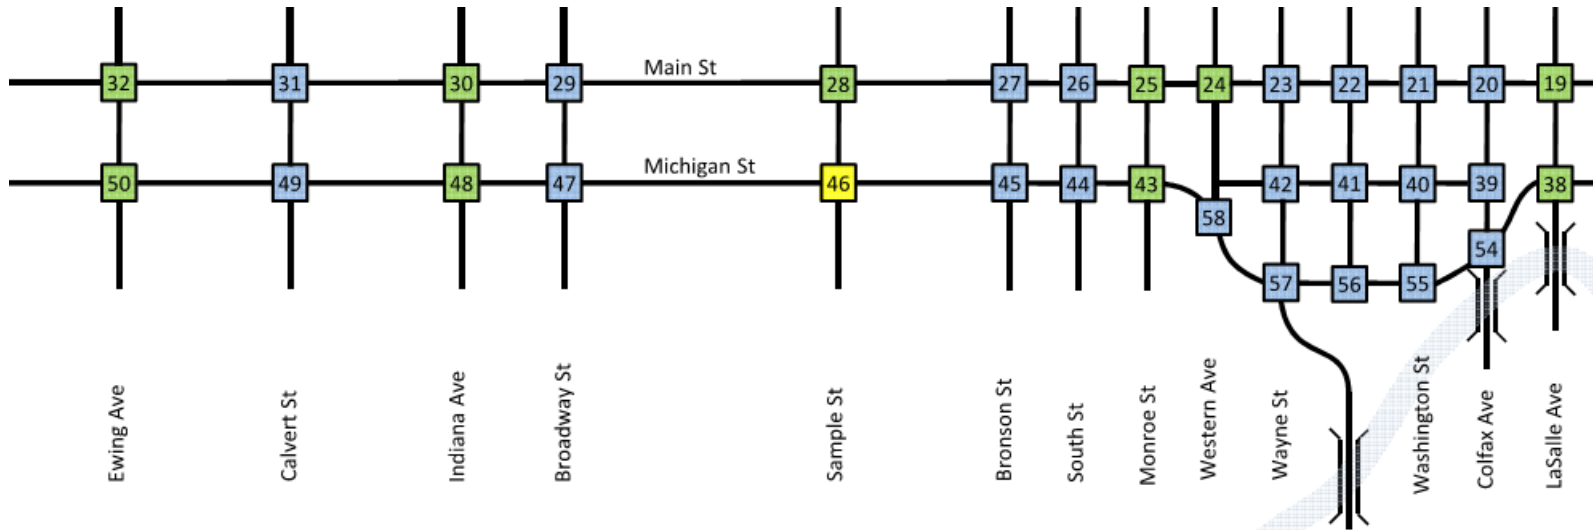 32 31 30 29 Main St 28 27 26 25 24 23 22 21 20 19
50 49 48 47 Michigan St 46 45 44 43 42 41 40 39 38
58
54
57 56 55
Ewing Ave
Calvert St
Indiana Ave
Broadway St
Sample St
Bronson St
South St
Monroe St
Western Ave
Wayne St
Washington St
Colfax Ave
LaSalle Ave